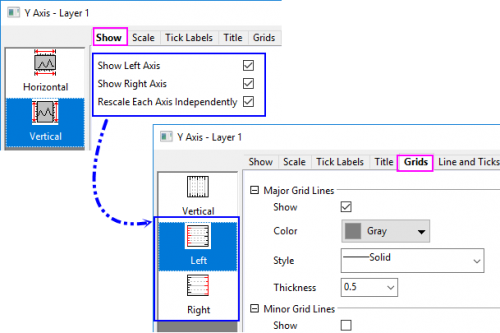 Y Axis - Layer 1
Show Scale Tick Labels Title Grids
Horizontal
Vertical
Show Left Axis
Show Right Axis
Rescale Each Axis Independently
Y Axis - Layer 1
Show Scale Tick Labels Title Grids Line and Ticks
Vertical
Left
Right
Major Grid Lines
Show
Color Gray
Style Solid
Thickness 0.5
Minor Grid Lines
Show